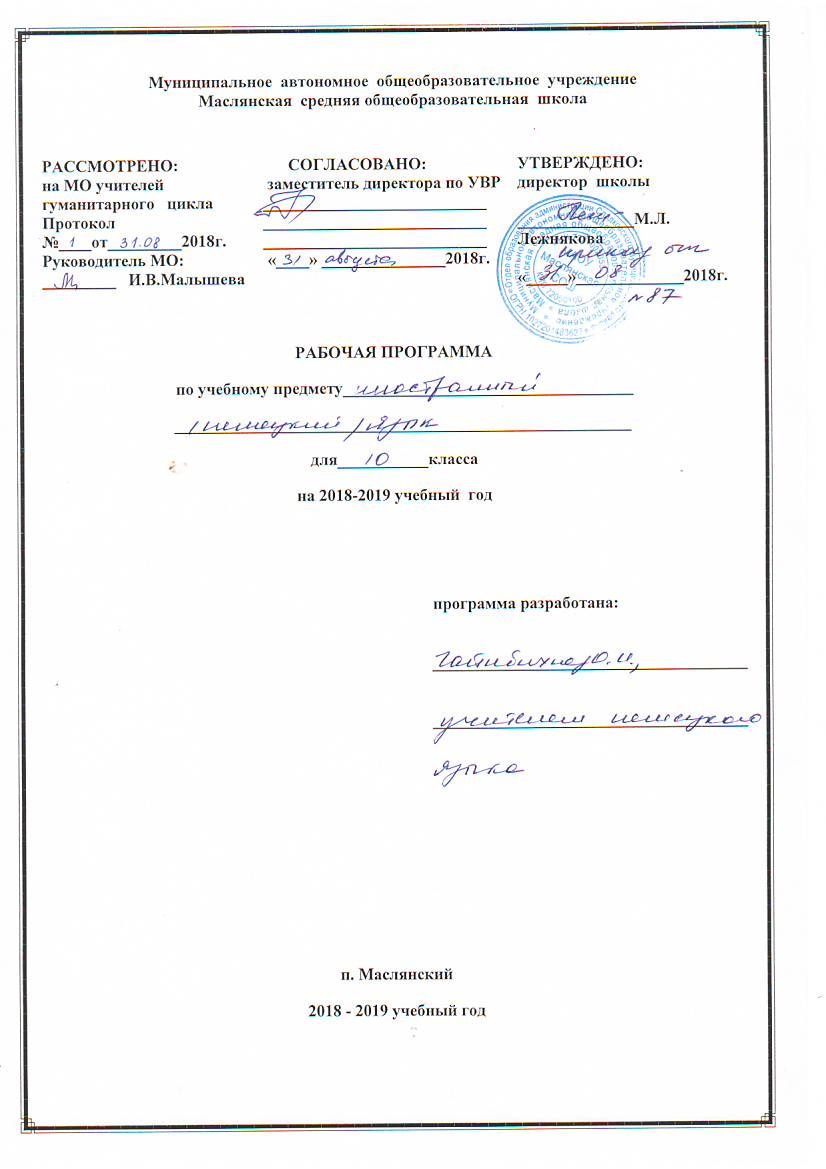 Муниципальное автономное общеобразовательное учреждение
Маслянская средняя общеобразовательная школа
РАССМОТРЕНО:
на МО учителей
гуманитарного цикла
Протокол
№ 1 от 31.08 2018г.
Руководитель МО:
И.В.Малышева
СОГЛАСОВАНО:
заместитель директора по УВР
« 31 » августа 2018г.
УТВЕРЖДЕНО:
директор школы
М.Л.
Лежнякова
приказ от
« 31 » 08 2018г.
№ 87
РАБОЧАЯ ПРОГРАММА
по учебному предмету иностранный
(немецкий) язык
для 10 класса
на 2018-2019 учебный год
программа разработана:
Ю.И.,
учителем немецкого
языка
п. Маслянский
2018 - 2019 учебный год